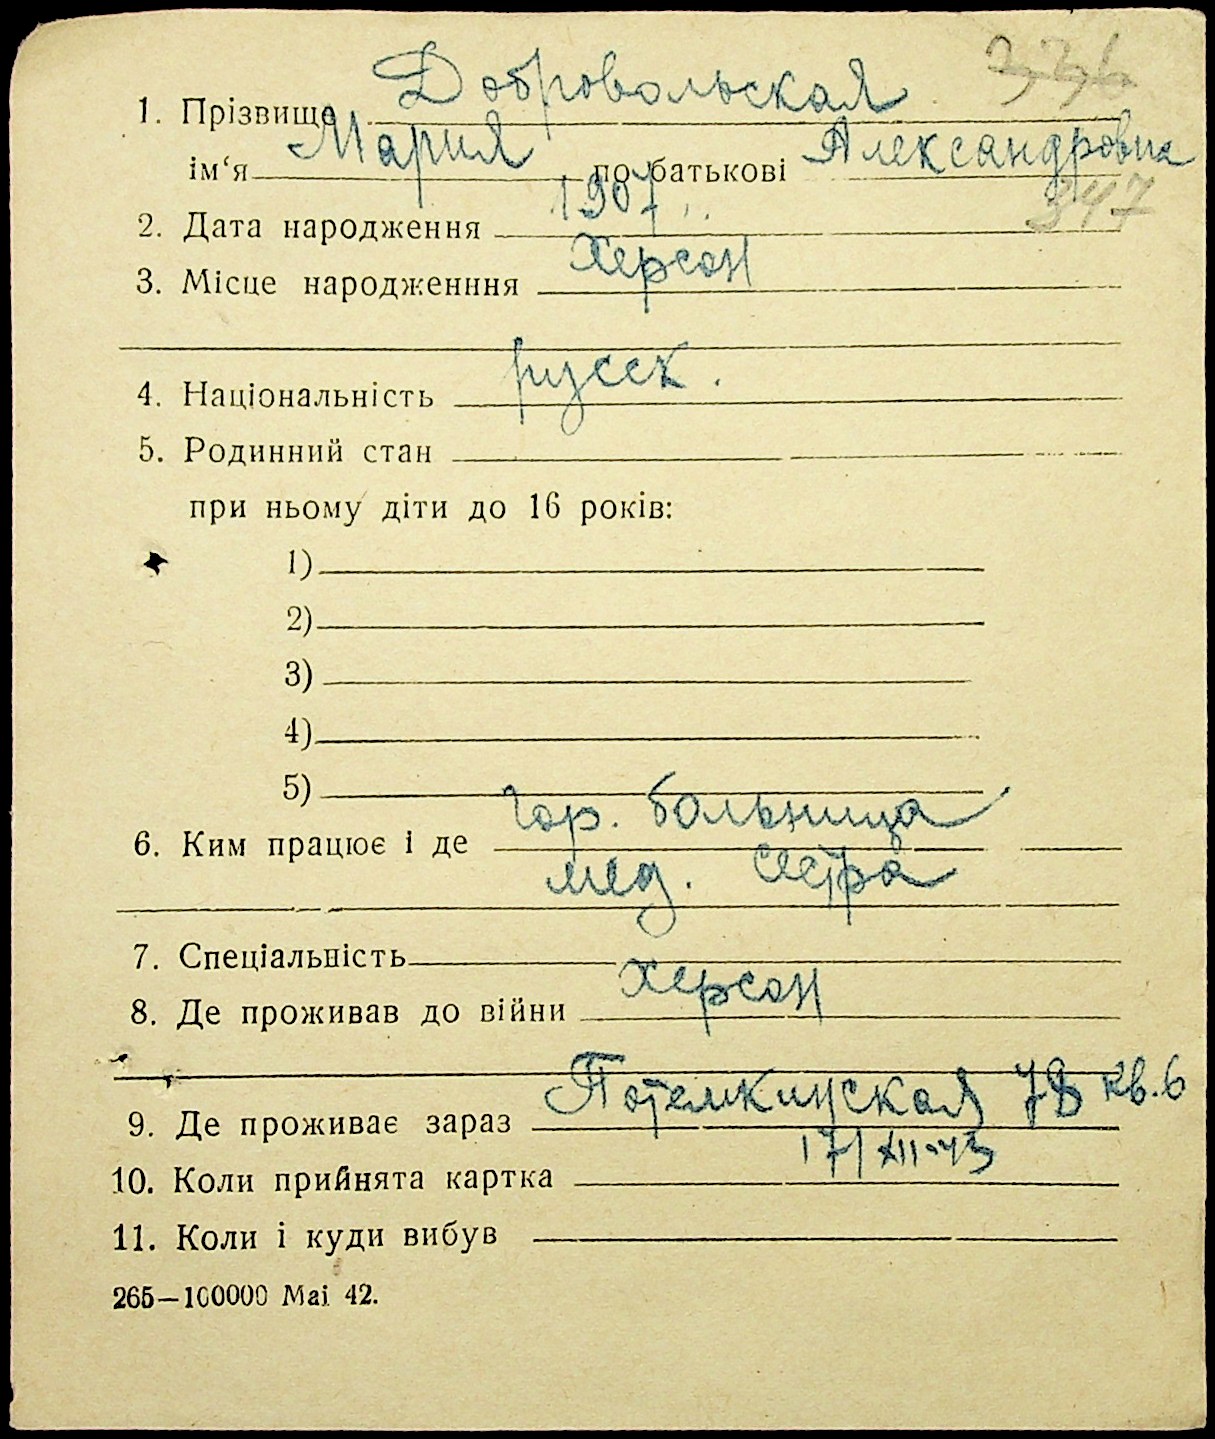 336
1. Прізвище Добровольская
ім‘я Мария по батькові Александровна
347
2. Дата народження 1907
3. Місце народженння Херсон
4. Національність русск.
5. Родинний стан
при ньому діти до 16 років:
1)
2)
3)
4)
5)
6. Ким працює і де гор. больница
мед. сестра
7. Спеціальність
8. Де проживав до війни Херсон
9. Де проживає зараз Потемкинская 78 кв. 6
10. Коли прийнята картка 17/XII-43
11. Коли і куди вибув
265—100000 Mai 42.